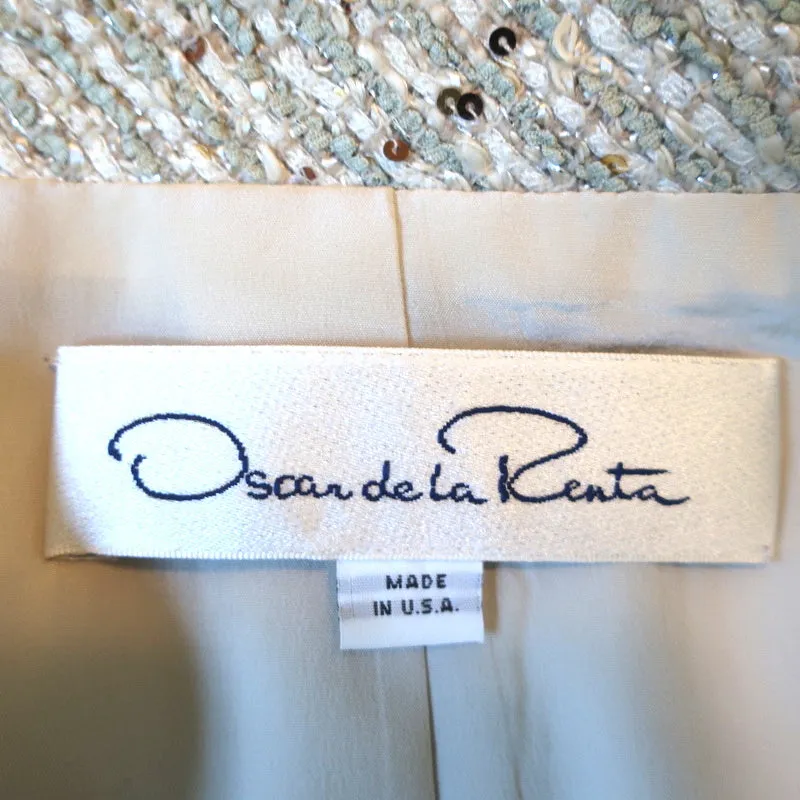 Oscar de la Renta
MADE
IN U.S.A.